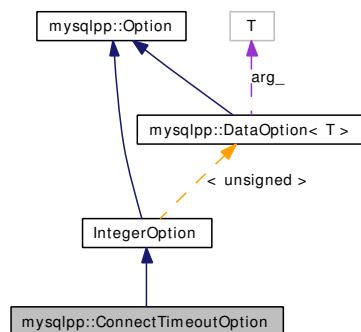 mysqlpp::Option
T
arg_
mysqlpp::DataOption< T >
< unsigned >
IntegerOption
mysqlpp::ConnectTimeoutOption